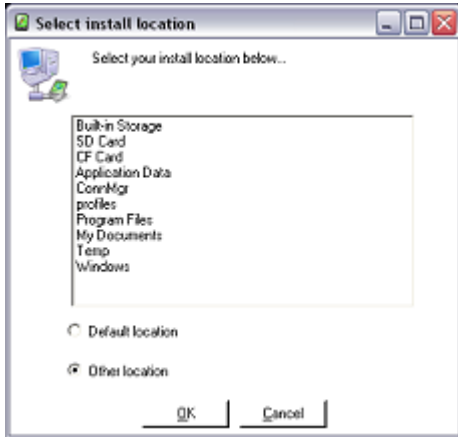 Select install location
Select your install location below...
Built-in Storage
SD Card
CF Card
Application Data
ConnMgr
profiles
Program Files
My Documents
Temp
Windows
Default location
Other location
OK
Cancel